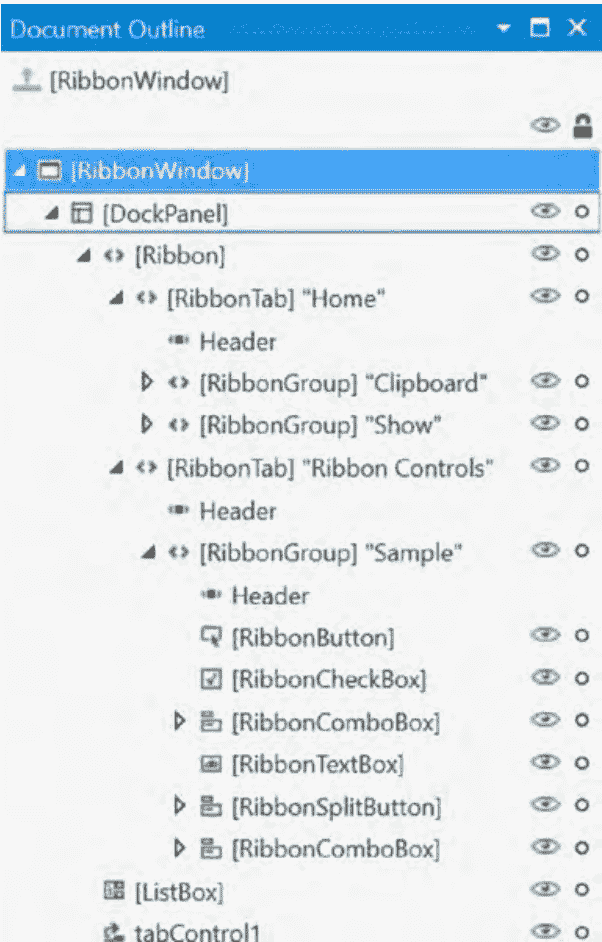 Document Outline
[RibbonWindow]
[RibbonWindow]
[DockPanel]
[Ribbon]
[RibbonTab] "Home"
Header
[RibbonGroup] "Clipboard"
[RibbonGroup] "Show"
[RibbonTab] "Ribbon Controls"
Header
[RibbonGroup] "Sample"
Header
[RibbonButton]
[RibbonCheckBox]
[RibbonComboBox]
[RibbonTextBox]
[RibbonSplitButton]
[RibbonComboBox]
[ListBox]
tabControl1